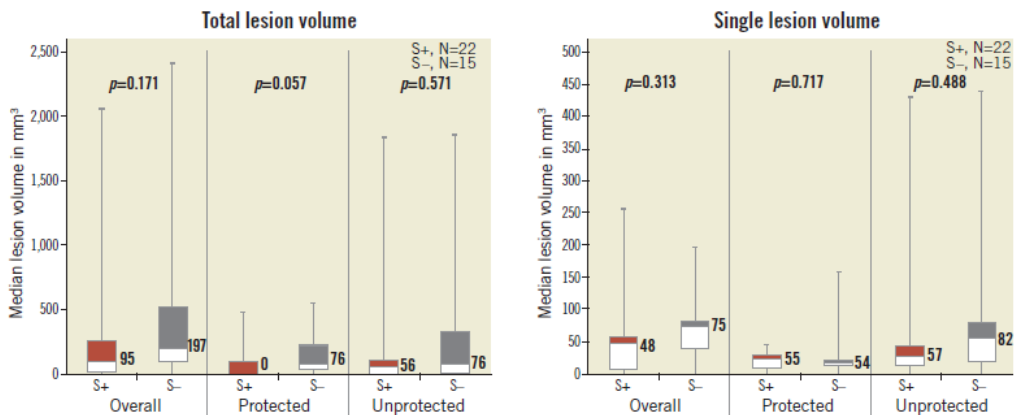 Total lesion volume
Median lesion volume in mm³
2,500
2,000
1,500
1,000
500
0
S+, N=22
S–, N=15
p=0.171
p=0.057
p=0.571
95
197
0
76
56
76
S+ S– S+ S– S+ S–
Overall Protected Unprotected
Single lesion volume
Median lesion volume in mm³
500
450
400
350
300
250
200
150
100
50
0
S+, N=22
S–, N=15
p=0.313
p=0.717
p=0.488
48
75
55
54
57
82
S+ S– S+ S– S+ S–
Overall Protected Unprotected